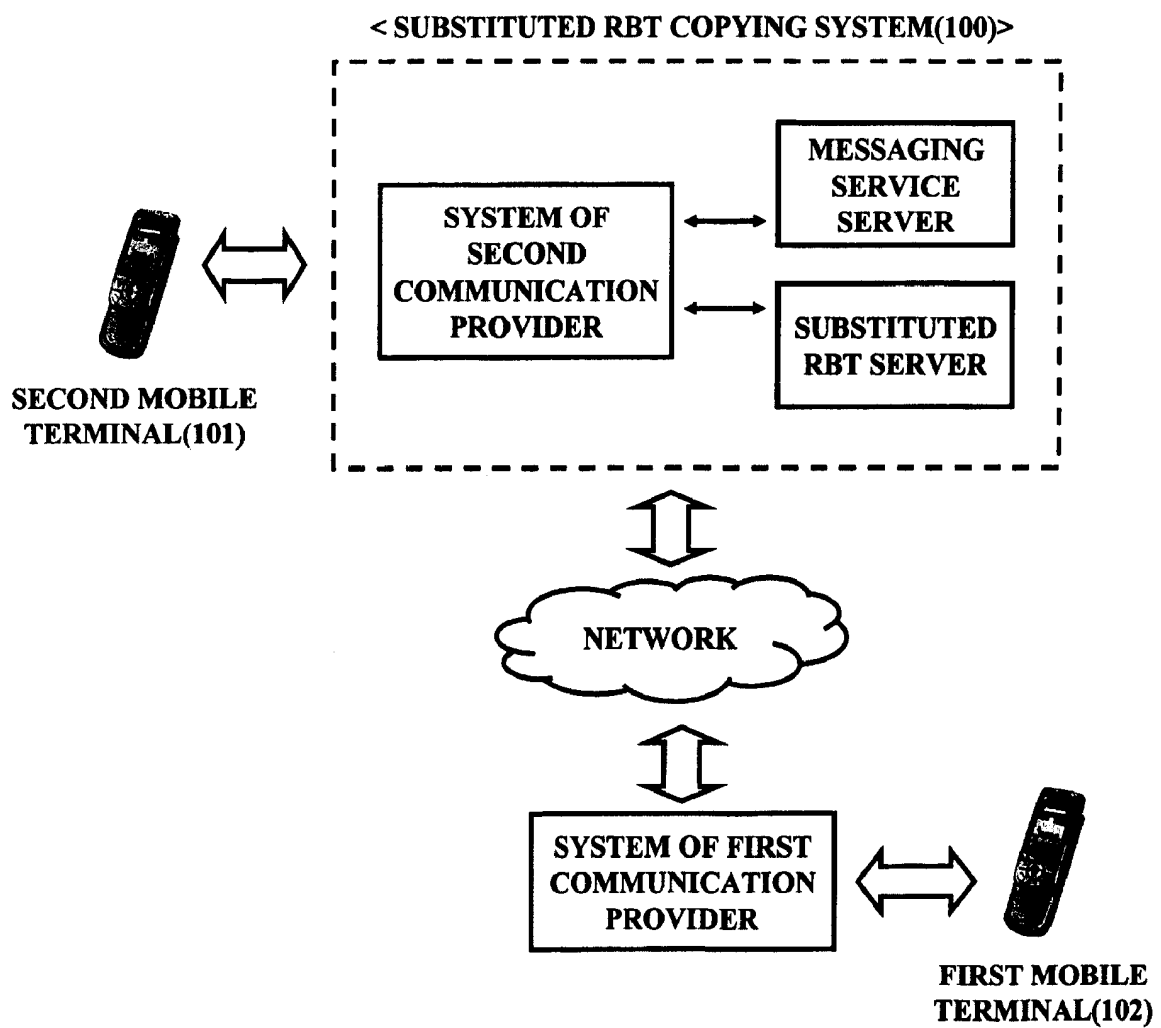 < SUBSTITUTED RBT COPYING SYSTEM(100)>
MESSAGING
SERVICE
SERVER
SYSTEM OF
SECOND
COMMUNICATION
PROVIDER
SUBSTITUTED
RBT SERVER
SECOND MOBILE
TERMINAL(101)
NETWORK
SYSTEM OF FIRST
COMMUNICATION
PROVIDER
FIRST MOBILE
TERMINAL(102)